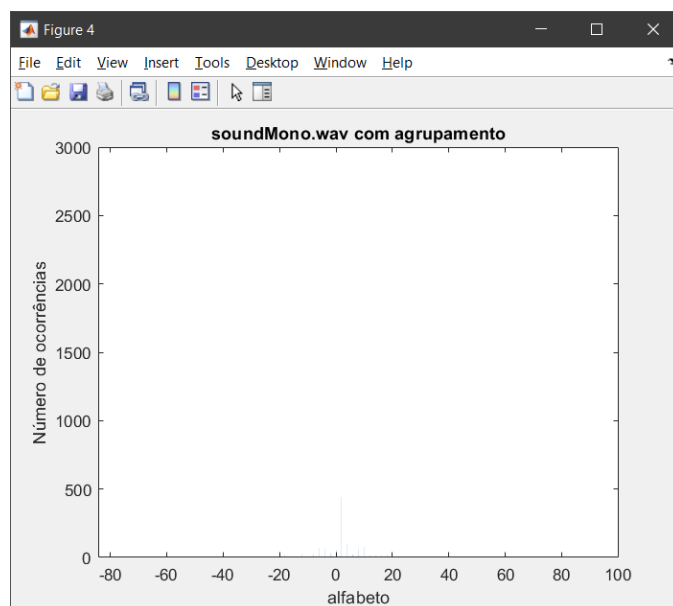 Figure 4
File Edit View Insert Tools Desktop Window Help
soundMono.wav com agrupamento
3000
2500
2000
1500
1000
500
0
Número de ocorrências
-80 -60 -40 -20 0 20 40 60 80 100
alfabeto